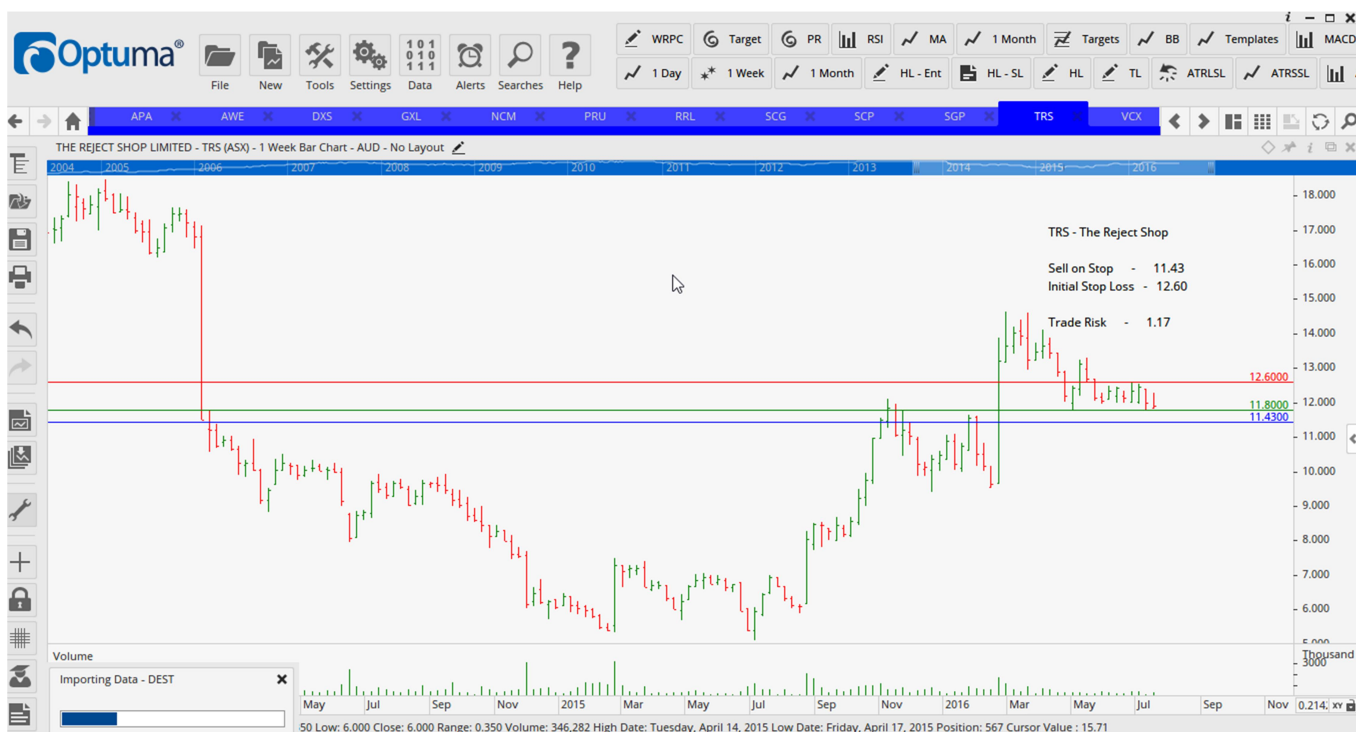 Optuma®
File New Tools Settings Data Alerts Searches Help
101
010
111
WRPC Target PR RSI MA 1 Month Targets BB Templates MACD
1 Day 1 Week 1 Month HL - Ent HL - SL HL TL ATRLSL ATRSSL
APA AWE DXS GXL NCM PRU RRL SCG SCP SGP TRS VCX
THE REJECT SHOP LIMITED - TRS (ASX) - 1 Week Bar Chart - AUD - No Layout
2004 2005 2006 2007 2008 2009 2010 2011 2012 2013 2014 2015 2016
18.000
TRS - The Reject Shop
17.000
Sell on Stop - 11.43
16.000
Initial Stop Loss - 12.60
15.000
Trade Risk - 1.17
14.000
13.000
12.6000
12.000
11.8000
11.4300
11.000
10.000
9.000
8.000
7.000
6.000
5.000
Volume
Thousand
3000
Importing Data - DEST
May Jul Sep Nov 2015 Mar May Jul Sep Nov 2016 Mar May Jul Sep Nov 0.214: XY
50 Low: 6.000 Close: 6.000 Range: 0.350 Volume: 346,282 High Date: Tuesday, April 14, 2015 Low Date: Friday, April 17, 2015 Position: 567 Cursor Value : 15.71